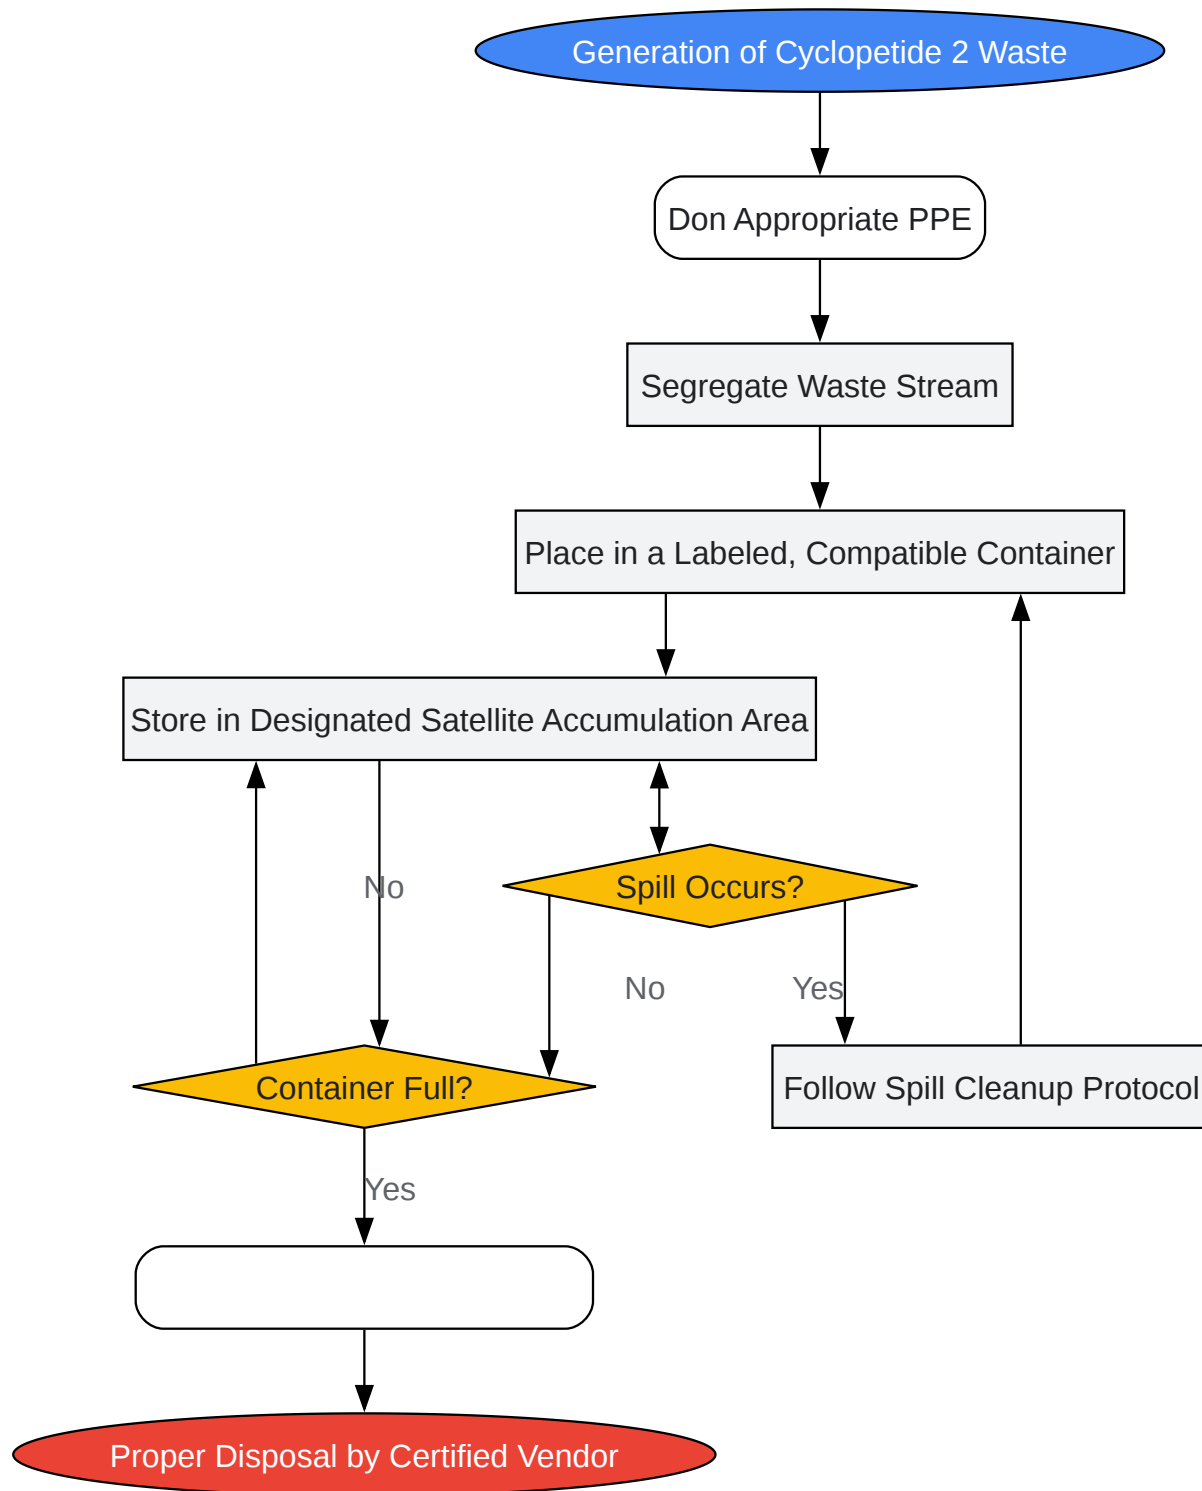 Generation of Cyclopetide 2 Waste
Don Appropriate PPE
Segregate Waste Stream
Place in a Labeled, Compatible Container
Store in Designated Satellite Accumulation Area
No
Spill Occurs?
No
Yes
Container Full?
Follow Spill Cleanup Protocol
Yes
Proper Disposal by Certified Vendor